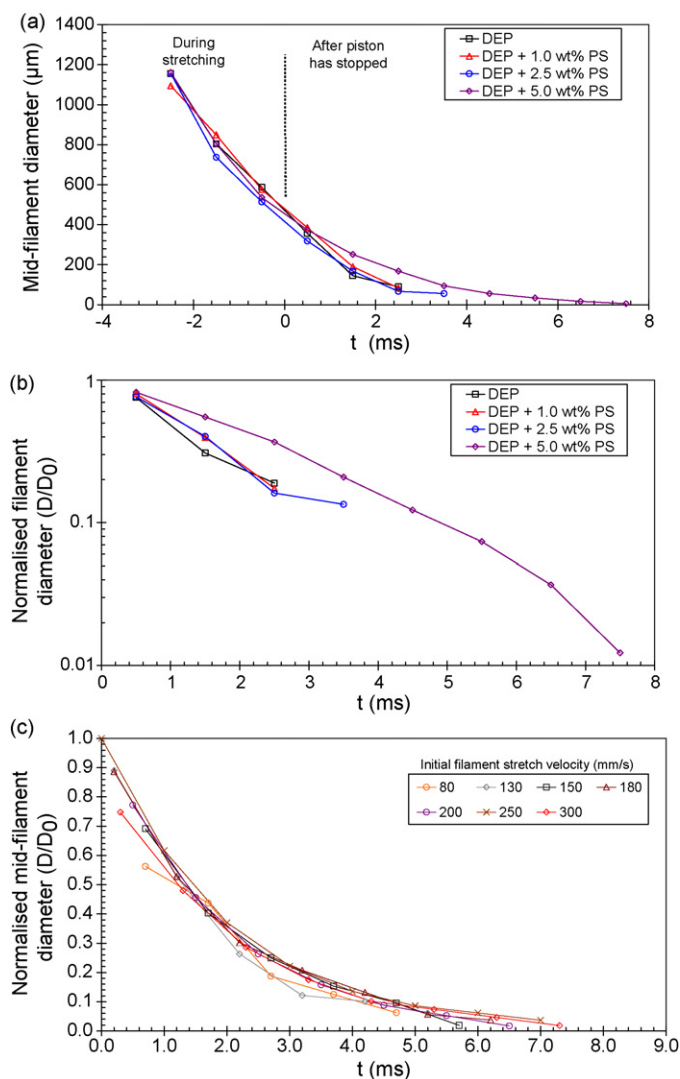 (a)
During
stretching
After piston
has stopped
DEP
DEP + 1.0 wt% PS
DEP + 2.5 wt% PS
DEP + 5.0 wt% PS
Mid-filament diameter (µm)
1400
1200
1000
800
600
400
200
0
-4 -2 0 2 4 6 8
t (ms)
(b)
DEP
DEP + 1.0 wt% PS
DEP + 2.5 wt% PS
DEP + 5.0 wt% PS
Normalised filament
diameter (D/D0)
1
0.1
0.01
0 1 2 3 4 5 6 7 8
t (ms)
(c)
Initial filament stretch velocity (mm/s)
80 130 150 180
200 250 300
Normalised mid-filament
diameter (D/D0)
1.0
0.9
0.8
0.7
0.6
0.5
0.4
0.3
0.2
0.1
0.0
0.0 1.0 2.0 3.0 4.0 5.0 6.0 7.0 8.0 9.0
t (ms)